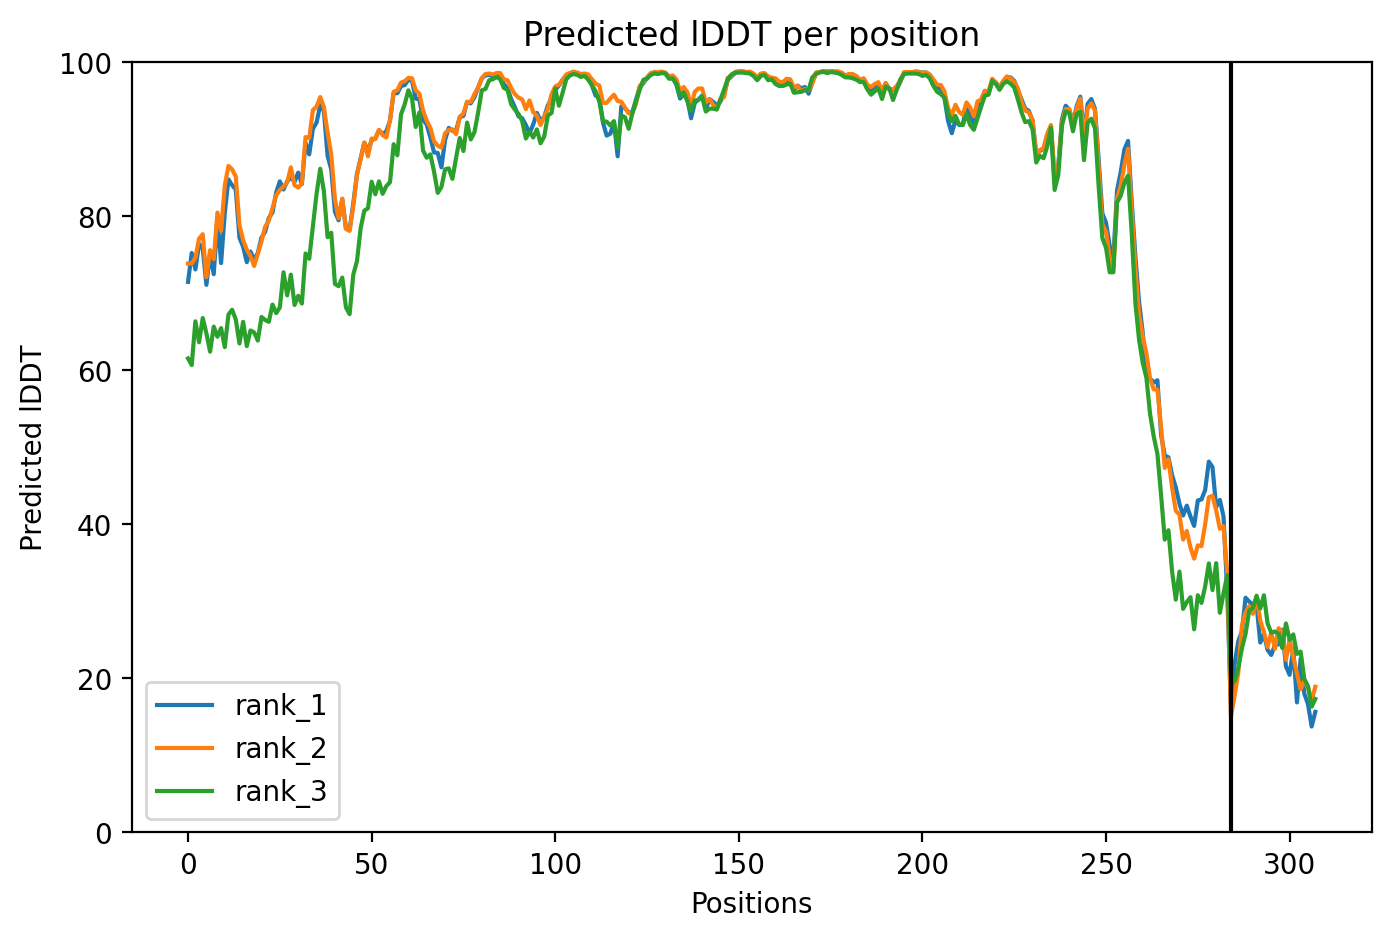 Predicted lDDT per position
Predicted lDDT
100
80
60
40
20
0
rank_1
rank_2
rank_3
0 50 100 150 200 250 300
Positions